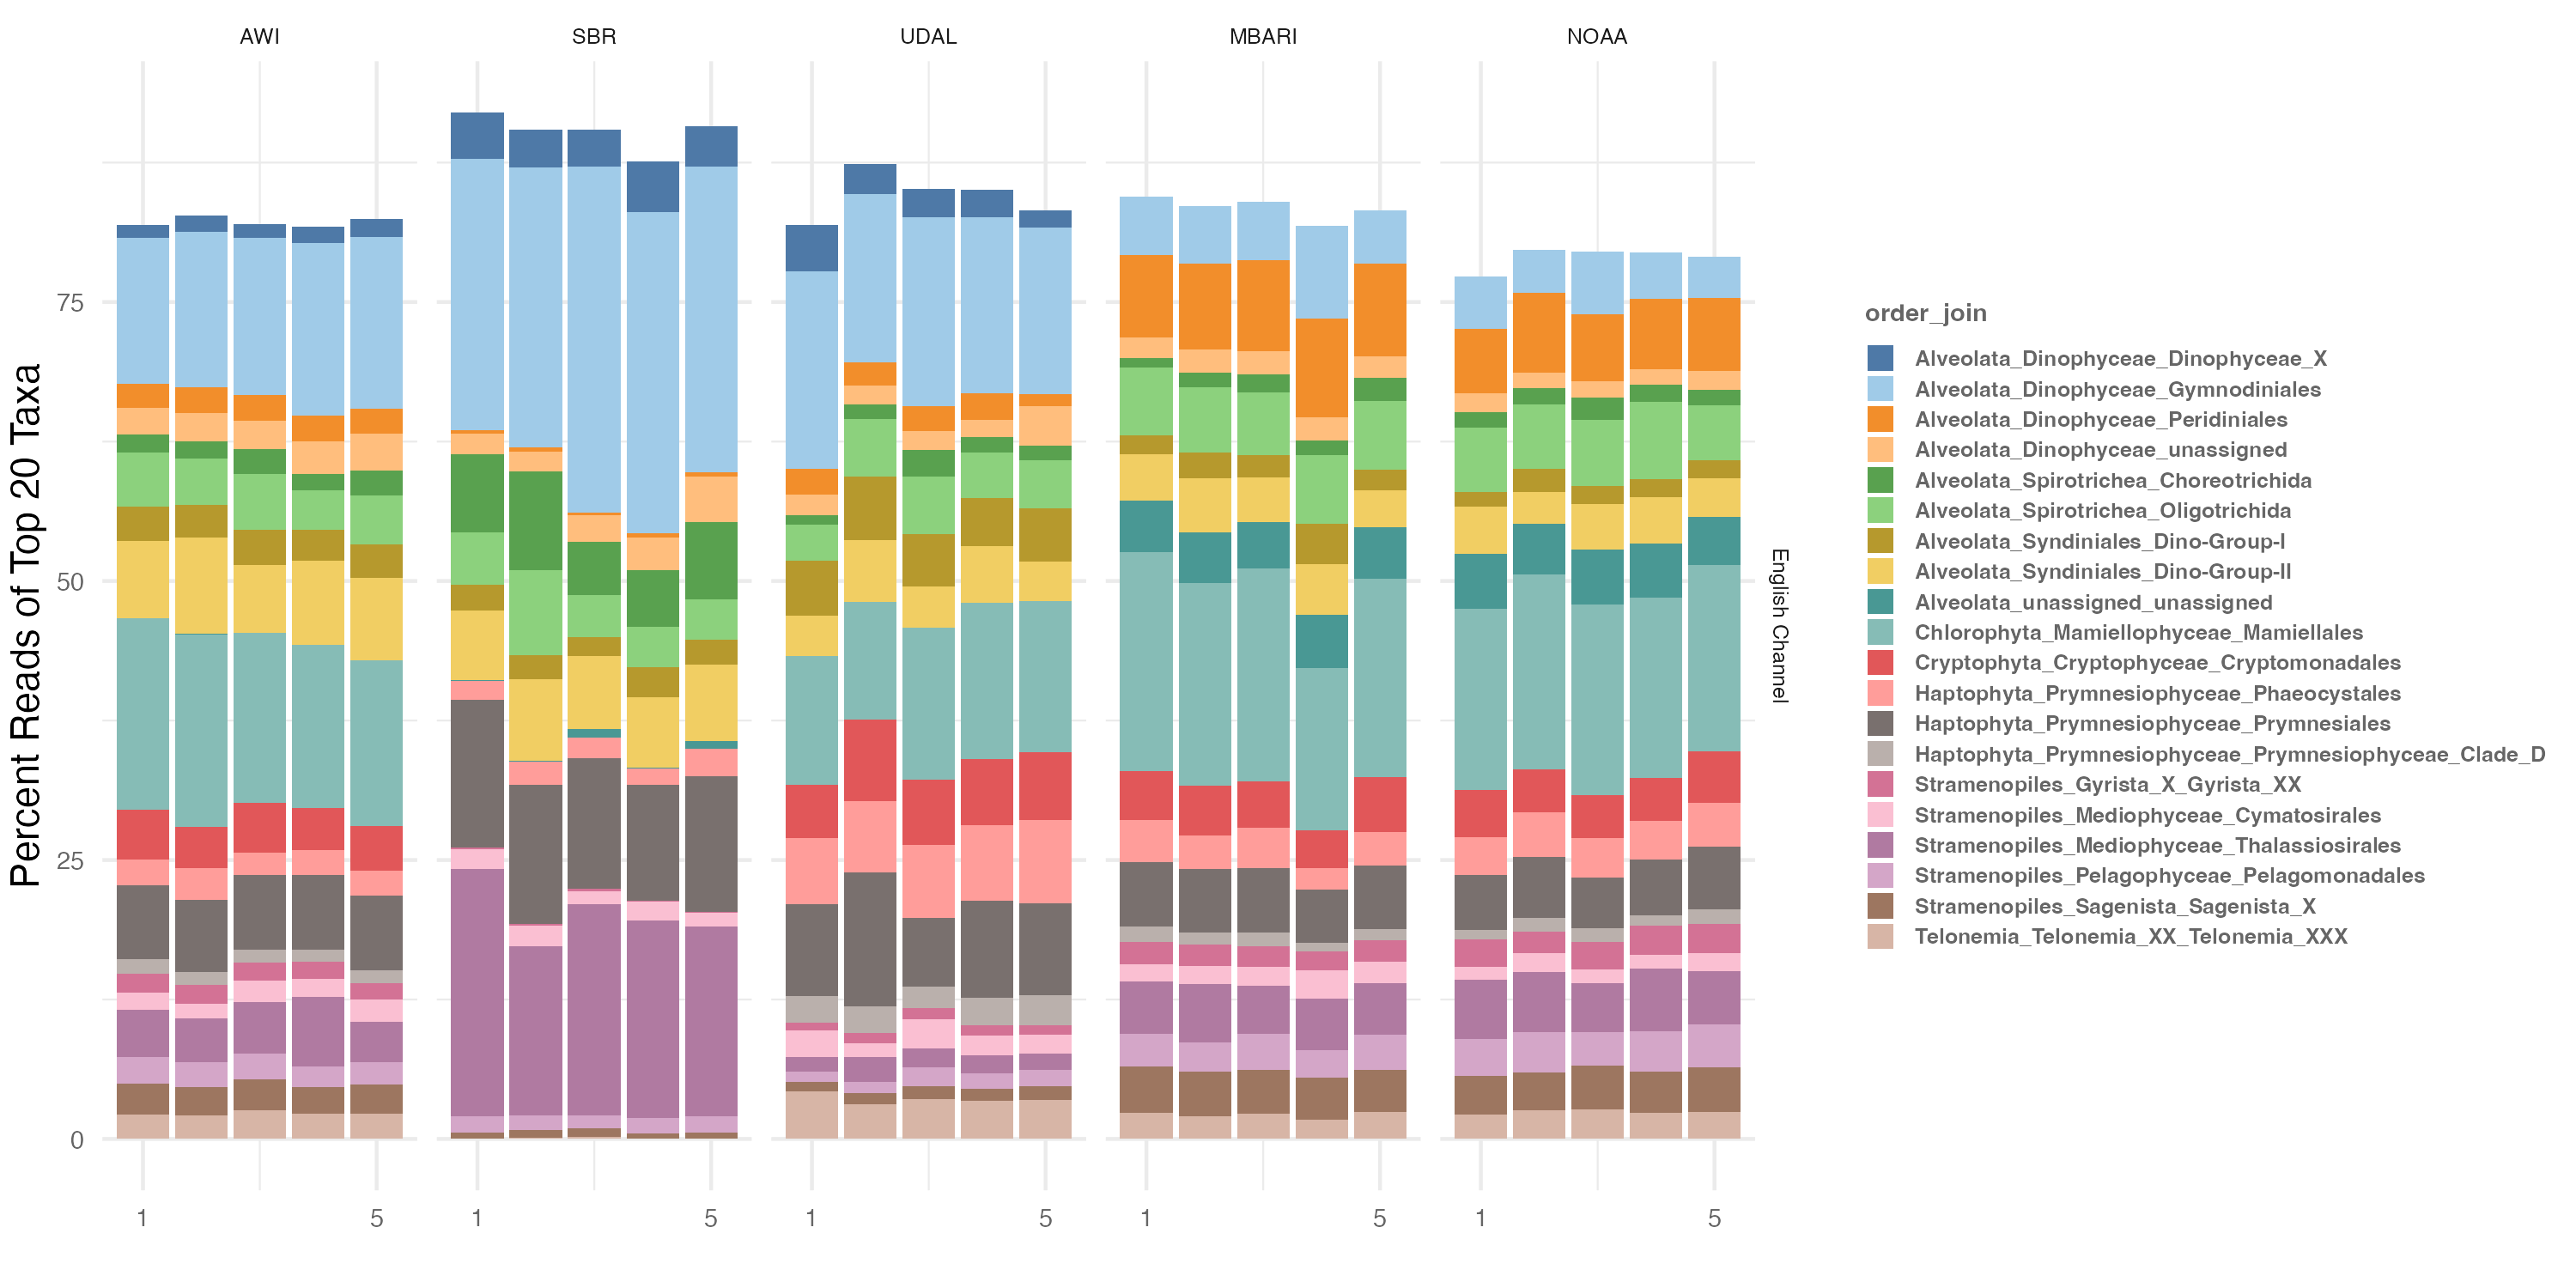 AWI SBR UDAL MBARI NOAA
Percent Reads of Top 20 Taxa
75
50
25
0
1 5 1 5 1 5 1 5 1 5
English Channel
order_join
Alveolata_Dinophyceae_Dinophyceae_X
Alveolata_Dinophyceae_Gymnodiniales
Alveolata_Dinophyceae_Peridiniales
Alveolata_Dinophyceae_unassigned
Alveolata_Spirotrichea_Choreotrichida
Alveolata_Spirotrichea_Oligotrichida
Alveolata_Syndiniales_Dino-Group-I
Alveolata_Syndiniales_Dino-Group-II
Alveolata_unassigned_unassigned
Chlorophyta_Mamiellophyceae_Mamiellales
Cryptophyta_Cryptophyceae_Cryptomonadales
Haptophyta_Prymnesiophyceae_Phaeocystales
Haptophyta_Prymnesiophyceae_Prymnesiales
Haptophyta_Prymnesiophyceae_Prymnesiophyceae_Clade_D
Stramenopiles_Gyrista_X_Gyrista_XX
Stramenopiles_Mediophyceae_Cymatosirales
Stramenopiles_Mediophyceae_Thalassiosirales
Stramenopiles_Pelagophyceae_Pelagomonadales
Stramenopiles_Sagenista_Sagenista_X
Telonemia_Telonemia_XX_Telonemia_XXX